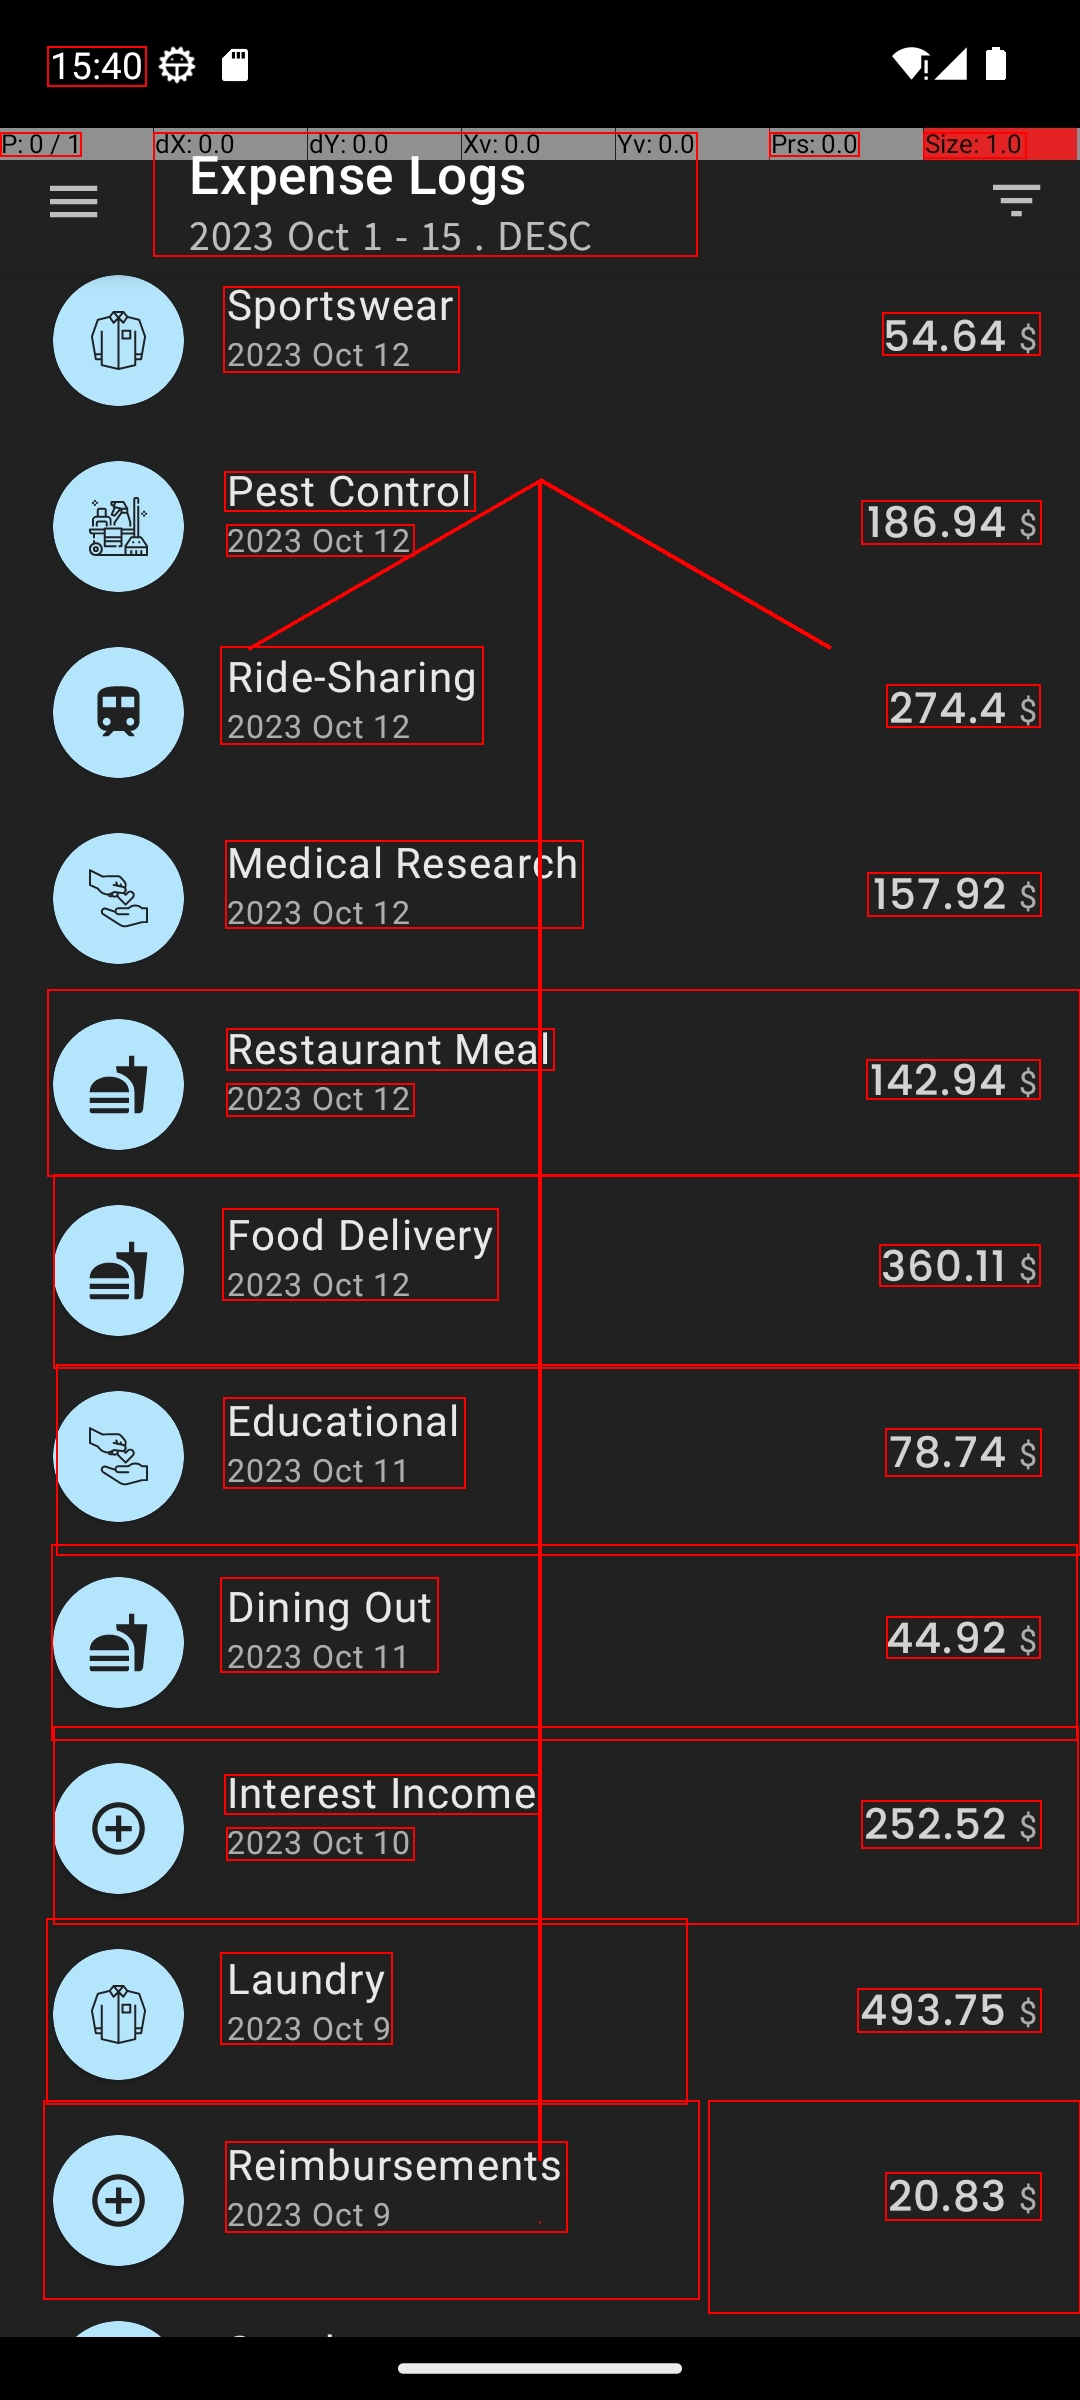 15:40
P: 0 / 1 dX: 0.0 dY: 0.0 Xv: 0.0 Yv: 0.0 Prs: 0.0 Size: 1.0
Expense Logs
2023 Oct 1 - 15 . DESC
Sportswear
2023 Oct 12
54.64 $
Pest Control
2023 Oct 12
186.94 $
Ride-Sharing
2023 Oct 12
274.4 $
Medical Research
2023 Oct 12
157.92 $
Restaurant Meal
2023 Oct 12
142.94 $
Food Delivery
2023 Oct 12
360.11 $
Educational
2023 Oct 11
78.74 $
Dining Out
2023 Oct 11
44.92 $
Interest Income
2023 Oct 10
252.52 $
Laundry
2023 Oct 9
493.75 $
Reimbursements
2023 Oct 9
20.83 $